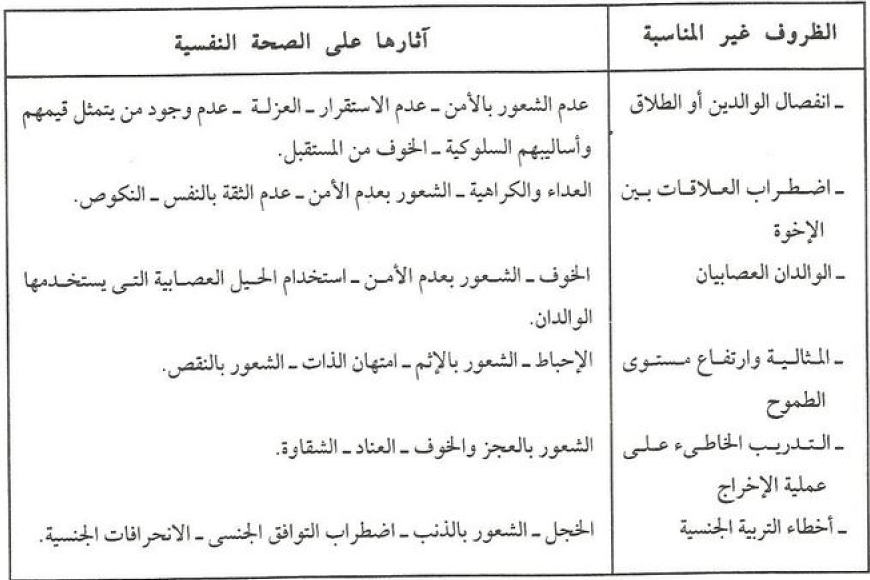 الظروف غير المناسبة
آثارها على الصحة النفسية
ـ انفصال الوالدين أو الطلاق
عدم الشعور بالأمن ـ عدم الاستقرار ـ العزلة ـ عدم وجود من يتمثل قيمهم
وأساليبهم السلوكية ـ الخوف من المستقبل.
ـ اضطراب العلاقات بين
الإخوة
العداء والكراهية ـ الشعور بعدم الأمن ـ عدم الثقة بالنفس ـ النكوص.
ـ الوالدان العصابيان
الخوف ـ الشعور بعدم الأمن ـ استخدام الحيل العصابية التى يستخدمها
الوالدان.
ـ المثالية وارتفاع مستوى
الطموح
الإحباط ـ الشعور بالإثم ـ امتهان الذات ـ الشعور بالنقص.
ـ التدريب الخاطىء على
عملية الإخراج
الشعور بالعجز والخوف ـ العناد ـ الشقاوة.
ـ أخطاء التربية الجنسية
الخجل ـ الشعور بالذنب ـ اضطراب التوافق الجنسى ـ الانحرافات الجنسية.